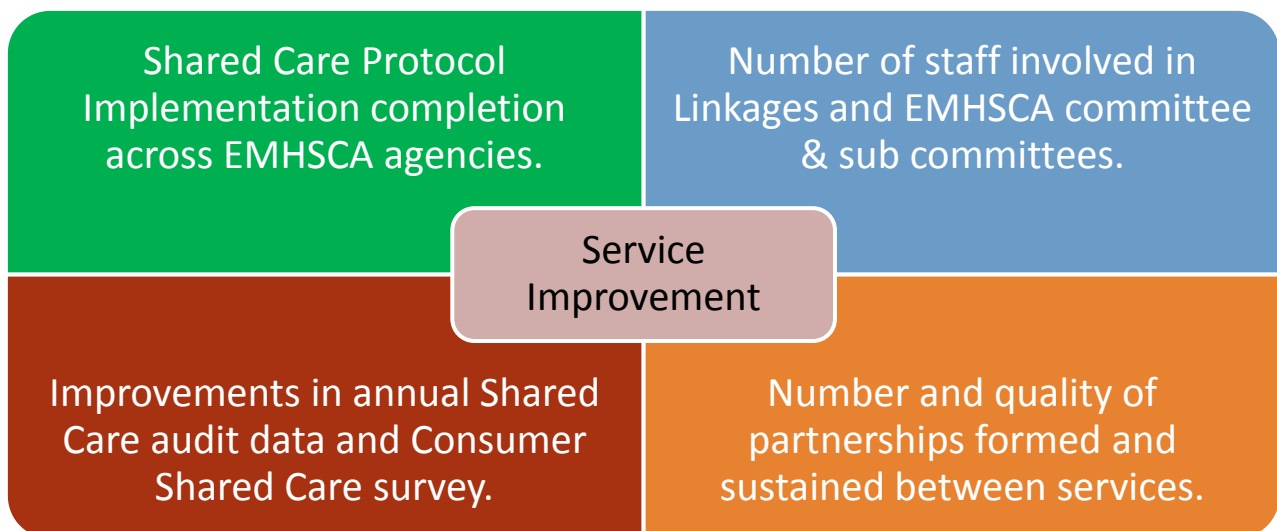 Shared Care Protocol
Implementation completion
across EMHSCA agencies.
Number of staff involved in
Linkages and EMHSCA committee
& sub committees.
Service
Improvement
Improvements in annual Shared
Care audit data and Consumer
Shared Care survey.
Number and quality of
partnerships formed and
sustained between services.